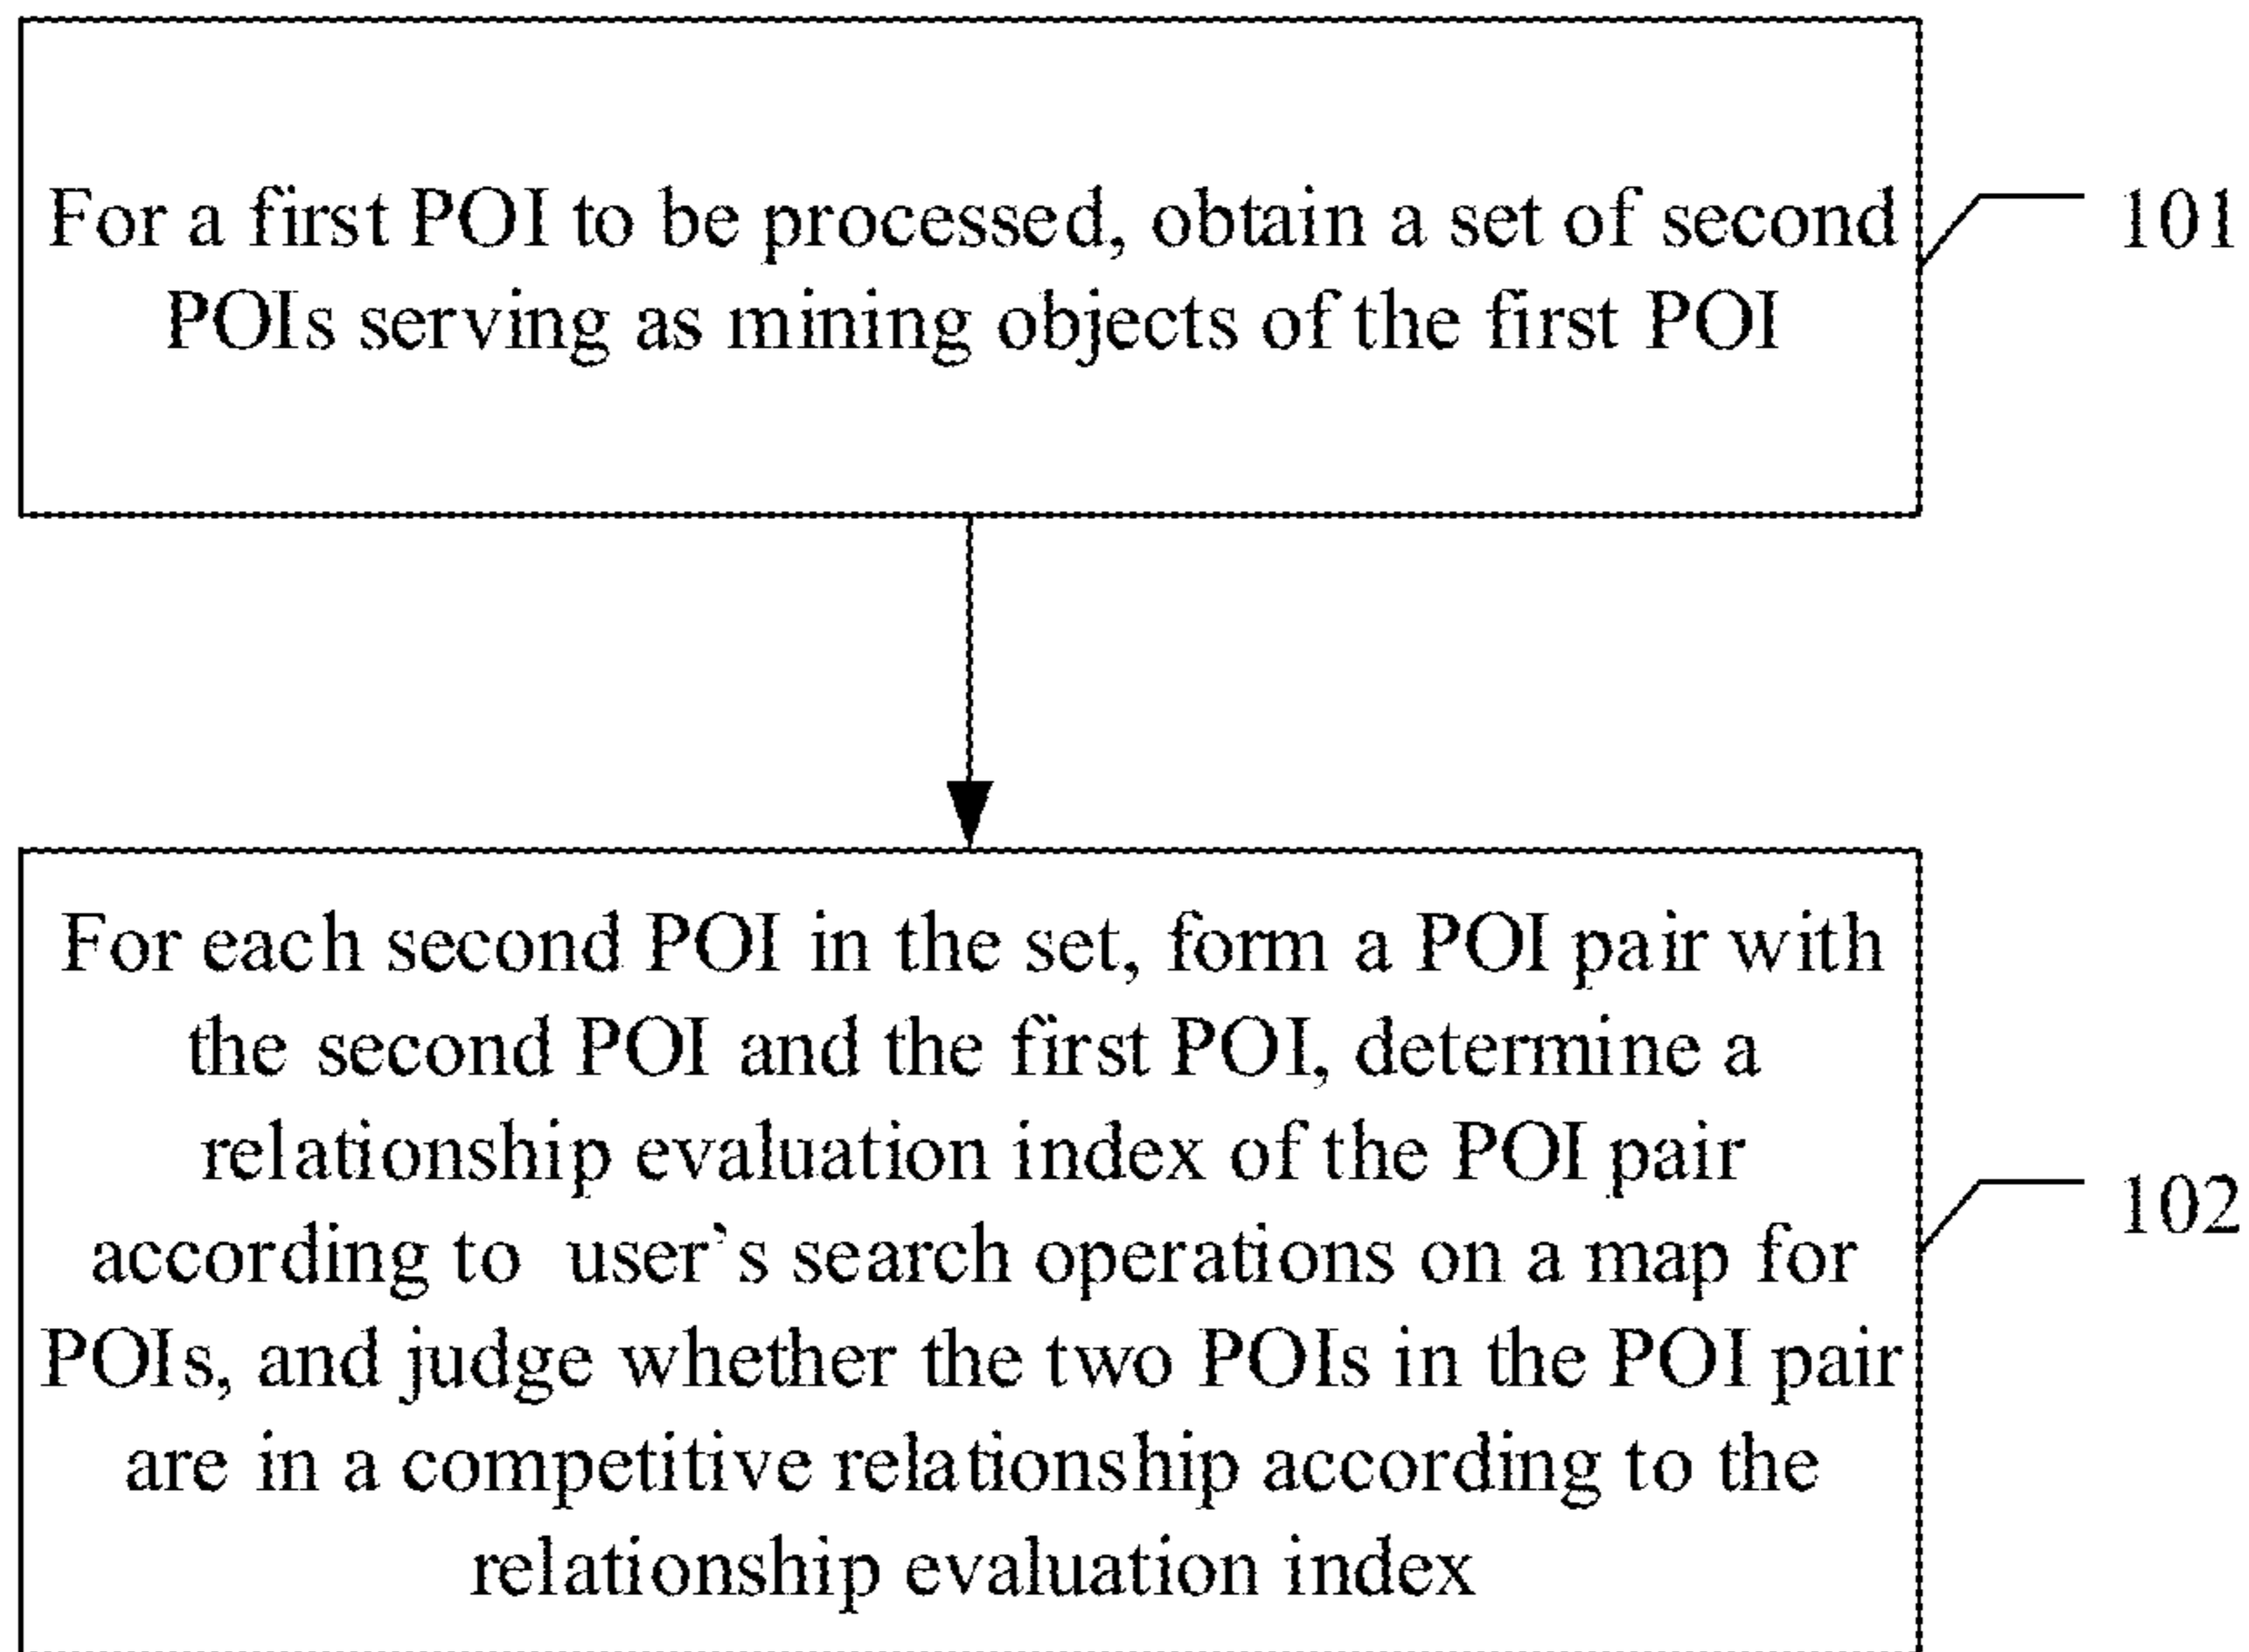 For a first POI to be processed, obtain a set of second
POIs serving as mining objects of the first POI
101
For each second POI in the set, form a POI pair with
the second POI and the first POI, determine a
relationship evaluation index of the POI pair
according to user’s search operations on a map for
POIs, and judge whether the two POIs in the POI pair
are in a competitive relationship according to the
relationship evaluation index
102